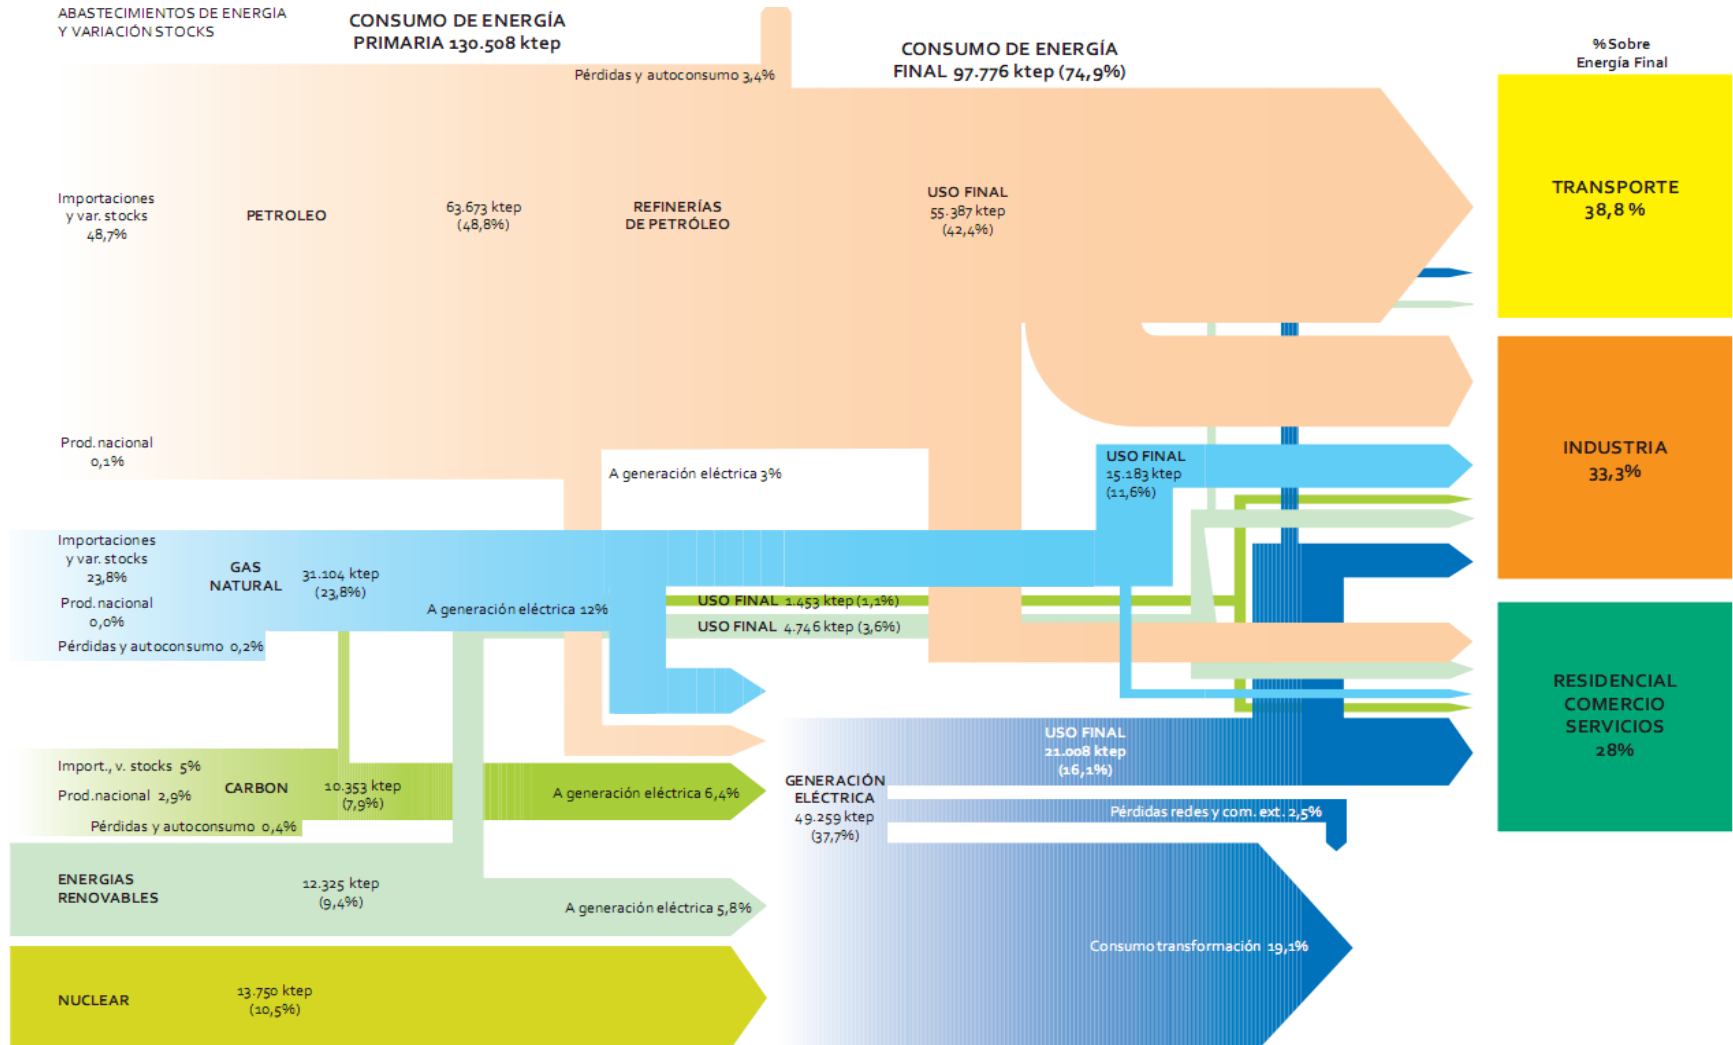 ABASTECIMIENTOS DE ENERGÍA
Y VARIACIÓN STOCKS
CONSUMO DE ENERGÍA
PRIMARIA 130.508 ktep
Pérdidas y autoconsumo 3,4%
CONSUMO DE ENERGÍA
FINAL 97.776 ktep (74,9%)
% Sobre
Energía Final
Importaciones
y var. stocks
48,7%
PETROLEO
63.673 ktep
(48,8%)
REFINERÍAS
DE PETRÓLEO
USO FINAL
55.387 ktep
(42,4%)
TRANSPORTE
38,8 %
Prod. nacional
0,1%
A generación eléctrica 3%
USO FINAL
15.183 ktep
(11,6%)
INDUSTRIA
33,3%
Importaciones
y var. stocks
23,8%
GAS
NATURAL
31.104 ktep
(23,8%)
Prod. nacional
0,0%
A generación eléctrica 12%
Pérdidas y autoconsumo 0,2%
USO FINAL 1.453 ktep (1,1%)
USO FINAL 4.746 ktep (3,6%)
RESIDENCIAL
COMERCIO
SERVICIOS
28%
Import., v. stocks 5%
Prod. nacional 2,9%
CARBON
10.353 ktep
(7,9%)
A generación eléctrica 6,4%
Pérdidas y autoconsumo 0,4%
USO FINAL
21.008 ktep
(16,1%)
GENERACIÓN
ELÉCTRICA
49.259 ktep
(37,7%)
Pérdidas redes y com. ext. 2,5%
ENERGIAS
RENOVABLES
12.325 ktep
(9,4%)
A generación eléctrica 5,8%
Consumo transformación 19,1%
NUCLEAR
13.750 ktep
(10,5%)